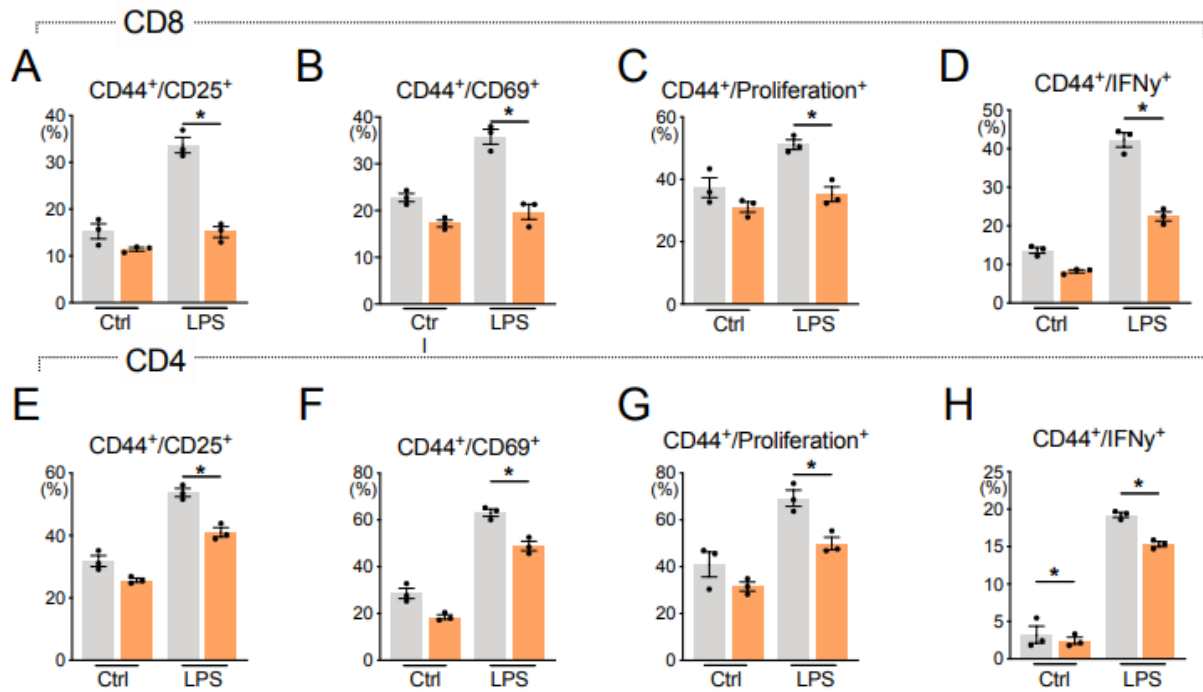 CD8
A
CD44+/CD25+
(%)
40
30
20
10
0
*
Ctrl
LPS
B
CD44+/CD69+
(%)
40
30
20
10
0
*
Ctr
l
LPS
C
CD44+/Proliferation+
(%)
60
40
20
0
*
Ctrl
LPS
D
CD44+/IFNy+
(%)
50
40
30
20
10
0
*
Ctrl
LPS
CD4
E
CD44+/CD25+
(%)
60
40
20
0
*
Ctrl
LPS
F
CD44+/CD69+
(%)
80
60
40
20
0
*
Ctrl
LPS
G
CD44+/Proliferation+
(%)
80
60
40
20
0
*
Ctrl
LPS
H
CD44+/IFNy+
(%)
25
20
15
10
5
0
*
*
Ctrl
LPS